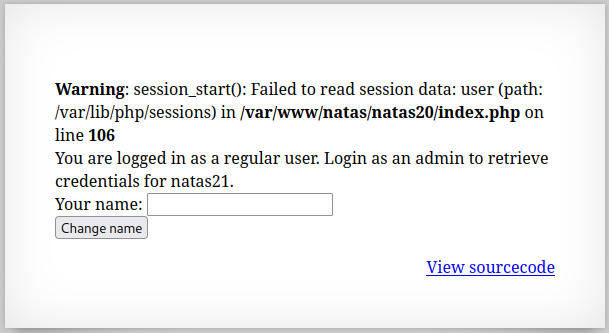 Warning: session_start(): Failed to read session data: user (path:
/var/lib/php/sessions) in /var/www/natas/natas20/index.php on
line 106
You are logged in as a regular user. Login as an admin to retrieve
credentials for natas21.
Your name:
Change name
View sourcecode